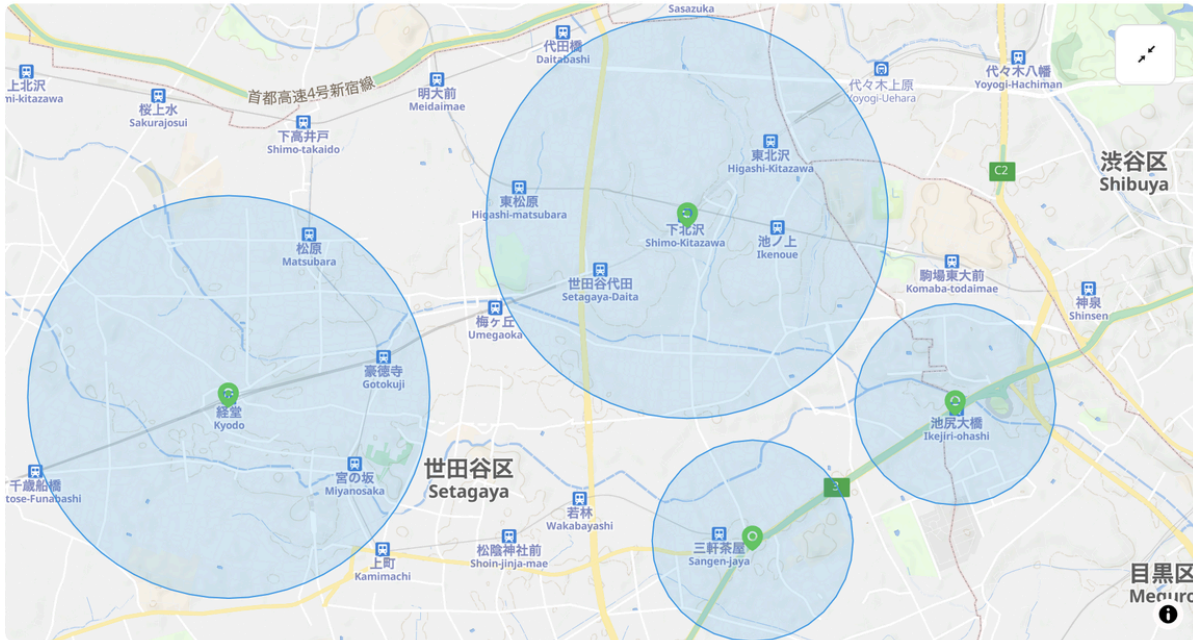 Sasazuka
代田橋
Daitabashi
上北沢
mi-kitazawa
桜上水
Sakurajosui
首都高速4号新宿線
明大前
Meidaimae
下高井戸
Shimo-takaido
代々木上原
Yoyogi-Uehara
代々木八幡
Yoyogi-Hachiman
東北沢
Higashi-Kitazawa
C2
渋谷区
Shibuya
東松原
Higashi-matsubara
下北沢
Shimo-Kitazawa
池ノ上
Ikenoue
松原
Matsubara
世田谷代田
Setagaya-Daita
駒場東大前
Komaba-todaimae
神泉
Shinsen
梅ヶ丘
Umegaoka
豪徳寺
Gotokuji
経堂
Kyodo
池尻大橋
Ikejiri-ohashi
千歳船橋
tose-Funabashi
宮の坂
Miyanosaka
世田谷区
Setagaya
3
若林
Wakabayashi
三軒茶屋
Sangen-jaya
松陰神社前
Shoin-jinja-mae
上町
Kamimachi
目黒区
Meguro